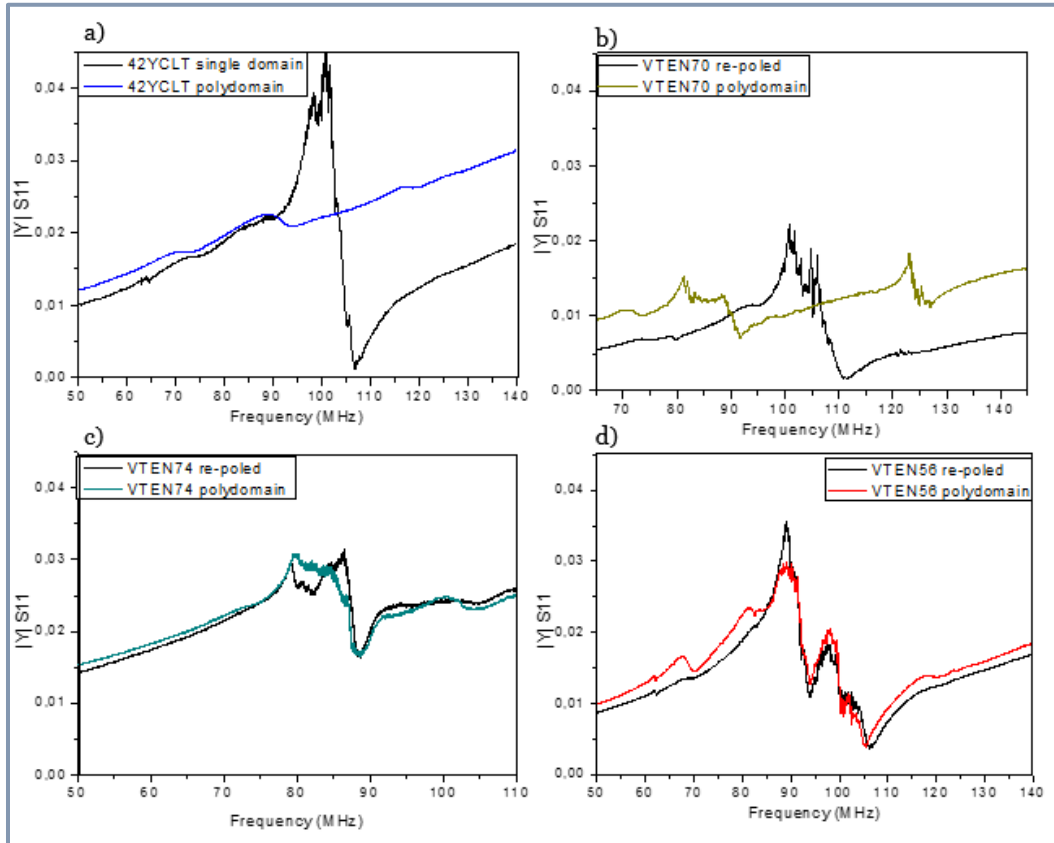 a)
42YCLT single domain
42YCLT polydomain
|Y| S11
0,04
0,03
0,02
0,01
0,00
50 60 70 80 90 100 110 120 130 140
Frequency (MHz)
b)
VTEN70 re-poled
VTEN70 polydomain
|Y| S11
0,04
0,03
0,02
0,01
0,00
70 80 90 100 110 120 130 140
Frequency (MHz)
c)
VTEN74 re-poled
VTEN74 polydomain
|Y| S11
0,04
0,03
0,02
0,01
0,00
50 60 70 80 90 100 110
Frequency (MHz)
d)
VTEN56 re-poled
VTEN56 polydomain
|Y| S11
0,04
0,03
0,02
0,01
0,00
50 60 70 80 90 100 110 120 130 140
Frequency (MHz)